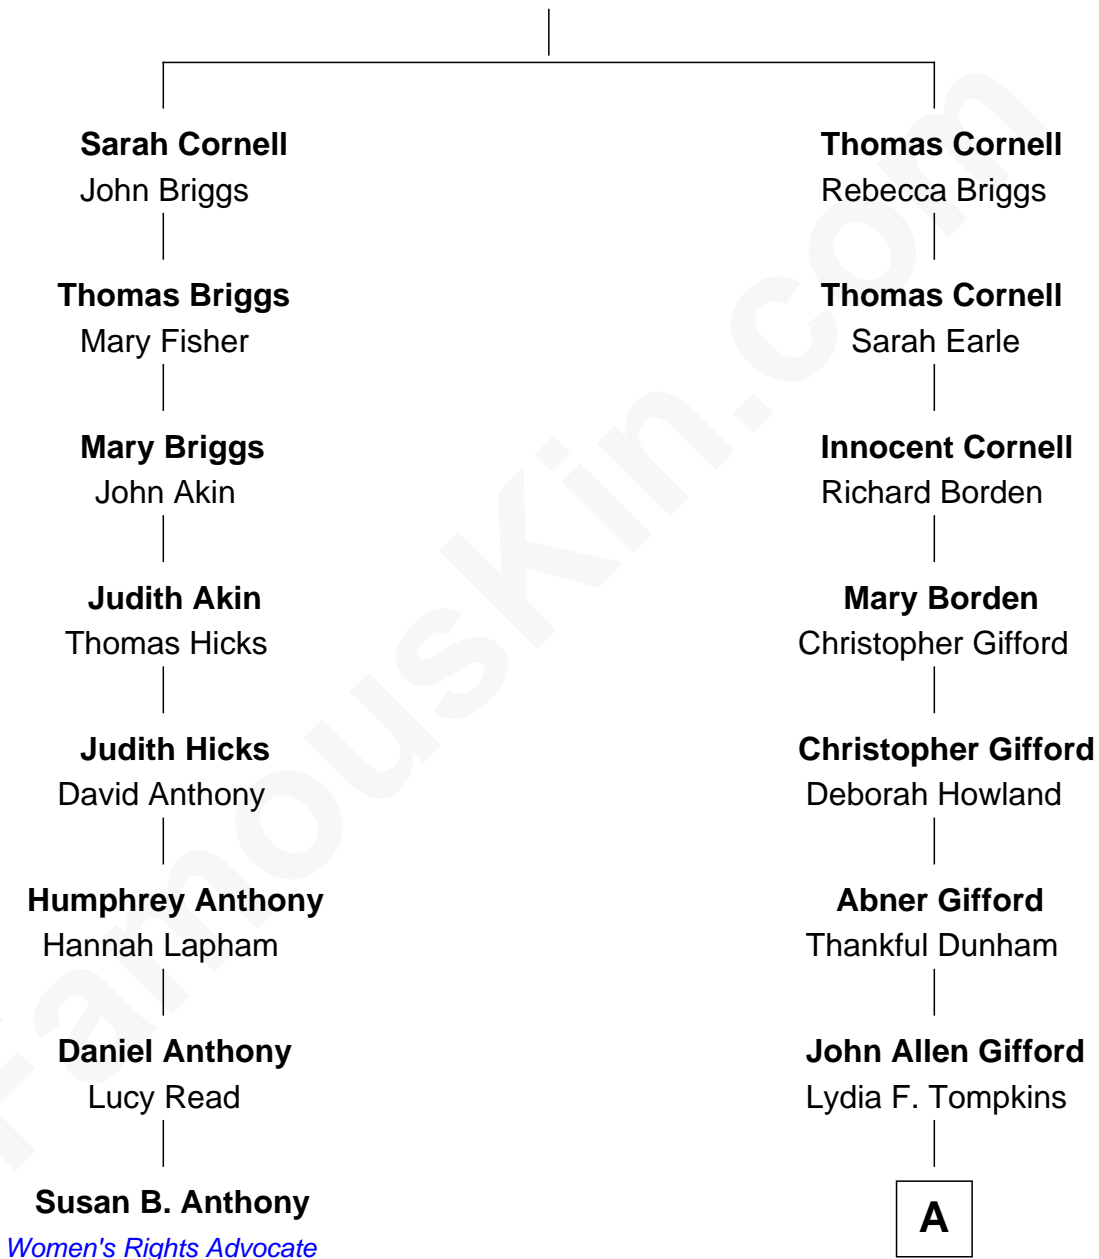 Sarah Cornell
John Briggs
Thomas Briggs
Mary Fisher
Mary Briggs
John Akin
Judith Akin
Thomas Hicks
Judith Hicks
David Anthony
Humphrey Anthony
Hannah Lapham
Daniel Anthony
Lucy Read
Susan B. Anthony
Women's Rights Advocate
Thomas Cornell
Rebecca Briggs
Thomas Cornell
Sarah Earle
Innocent Cornell
Richard Borden
Mary Borden
Christopher Gifford
Christopher Gifford
Deborah Howland
Abner Gifford
Thankful Dunham
John Allen Gifford
Lydia F. Tompkins
A
FamousKin.com